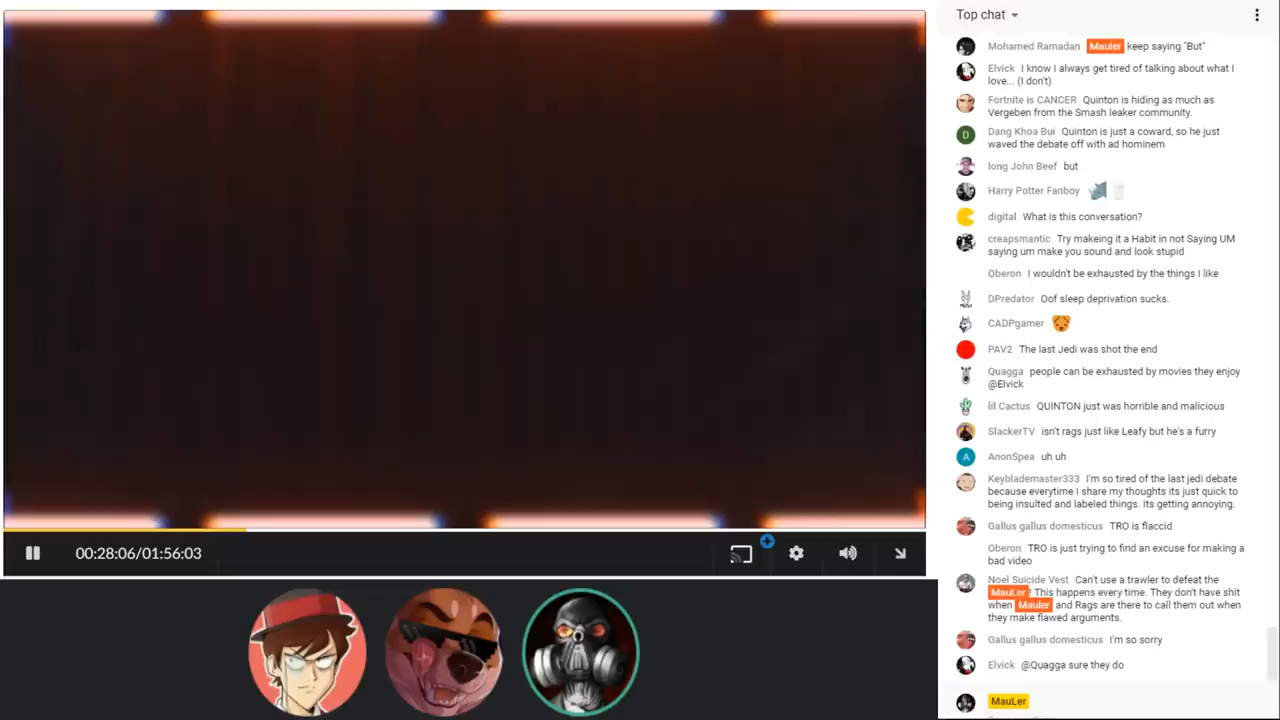 Top chat
Mohamed Ramadan MauLer keep saying "But"
Elvick I know I always get tired of talking about what I
love... (I don't)
Fortnite is CANCER Quinton is hiding as much as
Vergeben from the Smash leaker community.
D
Dang Khoa Bui Quinton is just a coward, so he just
waved the debate off with ad hominem
long John Beef but
Harry Potter Fanboy
digital What is this conversation?
creapsmantic Try makeing it a Habit in not Saying UM
saying um make you sound and look stupid
Oberon I wouldn't be exhausted by the things I like
DPredator Oof sleep deprivation sucks.
CADPgamer
PAV2 The last Jedi was shot the end
Quagga people can be exhausted by movies they enjoy
@Elvick
lil Cactus QUINTON just was horrible and malicious
SlackerTV isn't rags just like Leafy but he's a furry
A
AnonSpea uh uh
Keyblademaster333 I'm so tired of the last jedi debate
because everytime I share my thoughts its just quick to
being insulted and labeled things. Its getting annoying.
Gallus gallus domesticus TRO is flaccid
Oberon TRO is just trying to find an excuse for making a
bad video
Noel Suicide Vest Can't use a trawler to defeat the
MauLer! This happens every time. They don't have shit
when Mauler and Rags are there to call them out when
they make flawed arguments.
Gallus gallus domesticus I'm so sorry
Elvick @Quagga sure they do
MauLer
00:28:06/01:56:03